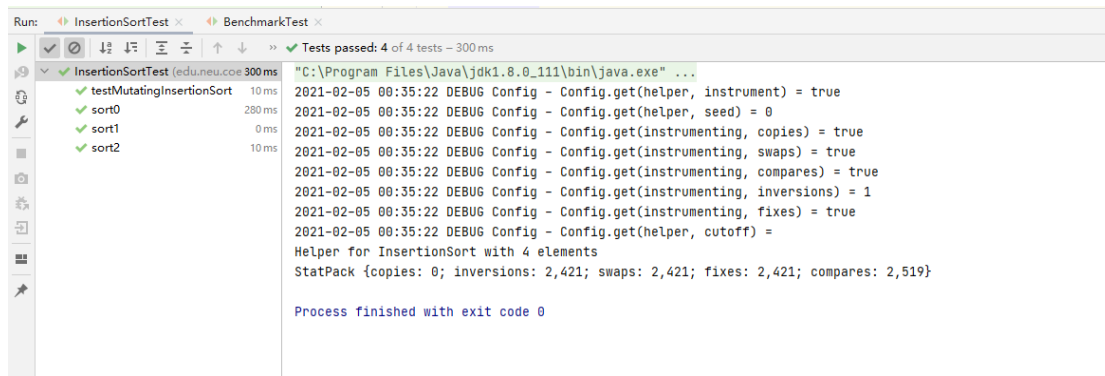 Run: InsertionSortTest × BenchmarkTest ×
» Tests passed: 4 of 4 tests – 300 ms
InsertionSortTest (edu.neu.coe 300 ms
testMutatingInsertionSort 10 ms
sort0 280 ms
sort1 0 ms
sort2 10 ms
"C:\Program Files\Java\jdk1.8.0_111\bin\java.exe" ...
2021-02-05 00:35:22 DEBUG Config - Config.get(helper, instrument) = true
2021-02-05 00:35:22 DEBUG Config - Config.get(helper, seed) = 0
2021-02-05 00:35:22 DEBUG Config - Config.get(instrumenting, copies) = true
2021-02-05 00:35:22 DEBUG Config - Config.get(instrumenting, swaps) = true
2021-02-05 00:35:22 DEBUG Config - Config.get(instrumenting, compares) = true
2021-02-05 00:35:22 DEBUG Config - Config.get(instrumenting, inversions) = 1
2021-02-05 00:35:22 DEBUG Config - Config.get(instrumenting, fixes) = true
2021-02-05 00:35:22 DEBUG Config - Config.get(helper, cutoff) =
Helper for InsertionSort with 4 elements
StatPack {copies: 0; inversions: 2,421; swaps: 2,421; fixes: 2,421; compares: 2,519}
Process finished with exit code 0